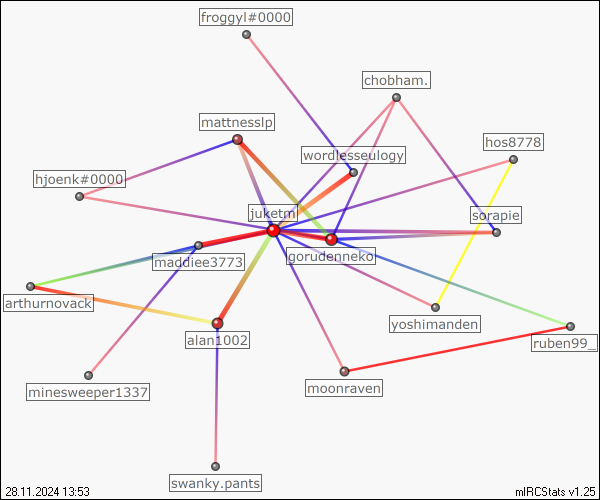 froggyl#0000
chobham.
mattnesslp
hos8778
wordlesseulogy
hjoenk#0000
juketm
sorapie
gorudenneko
maddiee3773
arthurnovack
yoshimanden
alan1002
ruben99_
moonraven
minesweeper1337
swanky.pants
28.11.2024 13:53
mIRCStats v1.25